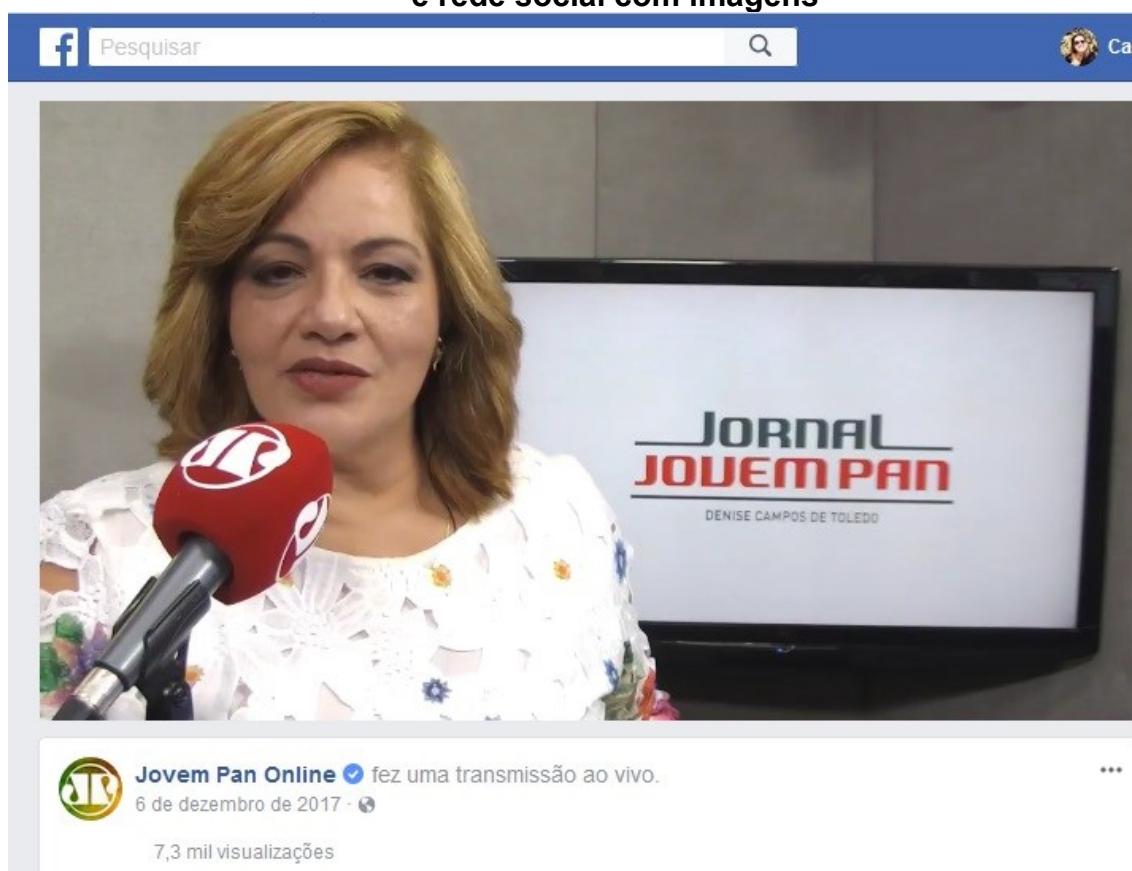 e rede social com imagens
f Pesquisar
Ca
JORNAL
JOVEM PAN
DENISE CAMPOS DE TOLEDO
Jovem Pan Online fez uma transmissão ao vivo.
6 de dezembro de 2017 ·
7,3 mil visualizações